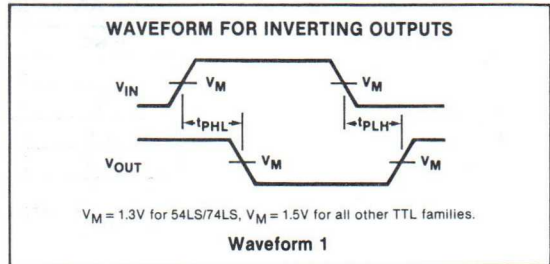 WAVEFORM FOR INVERTING OUTPUTS
VIN
VM
VM
tPHL
tPLH
VOUT
VM
VM
VM = 1.3V for 54LS/74LS, VM = 1.5V for all other TTL families.
Waveform 1